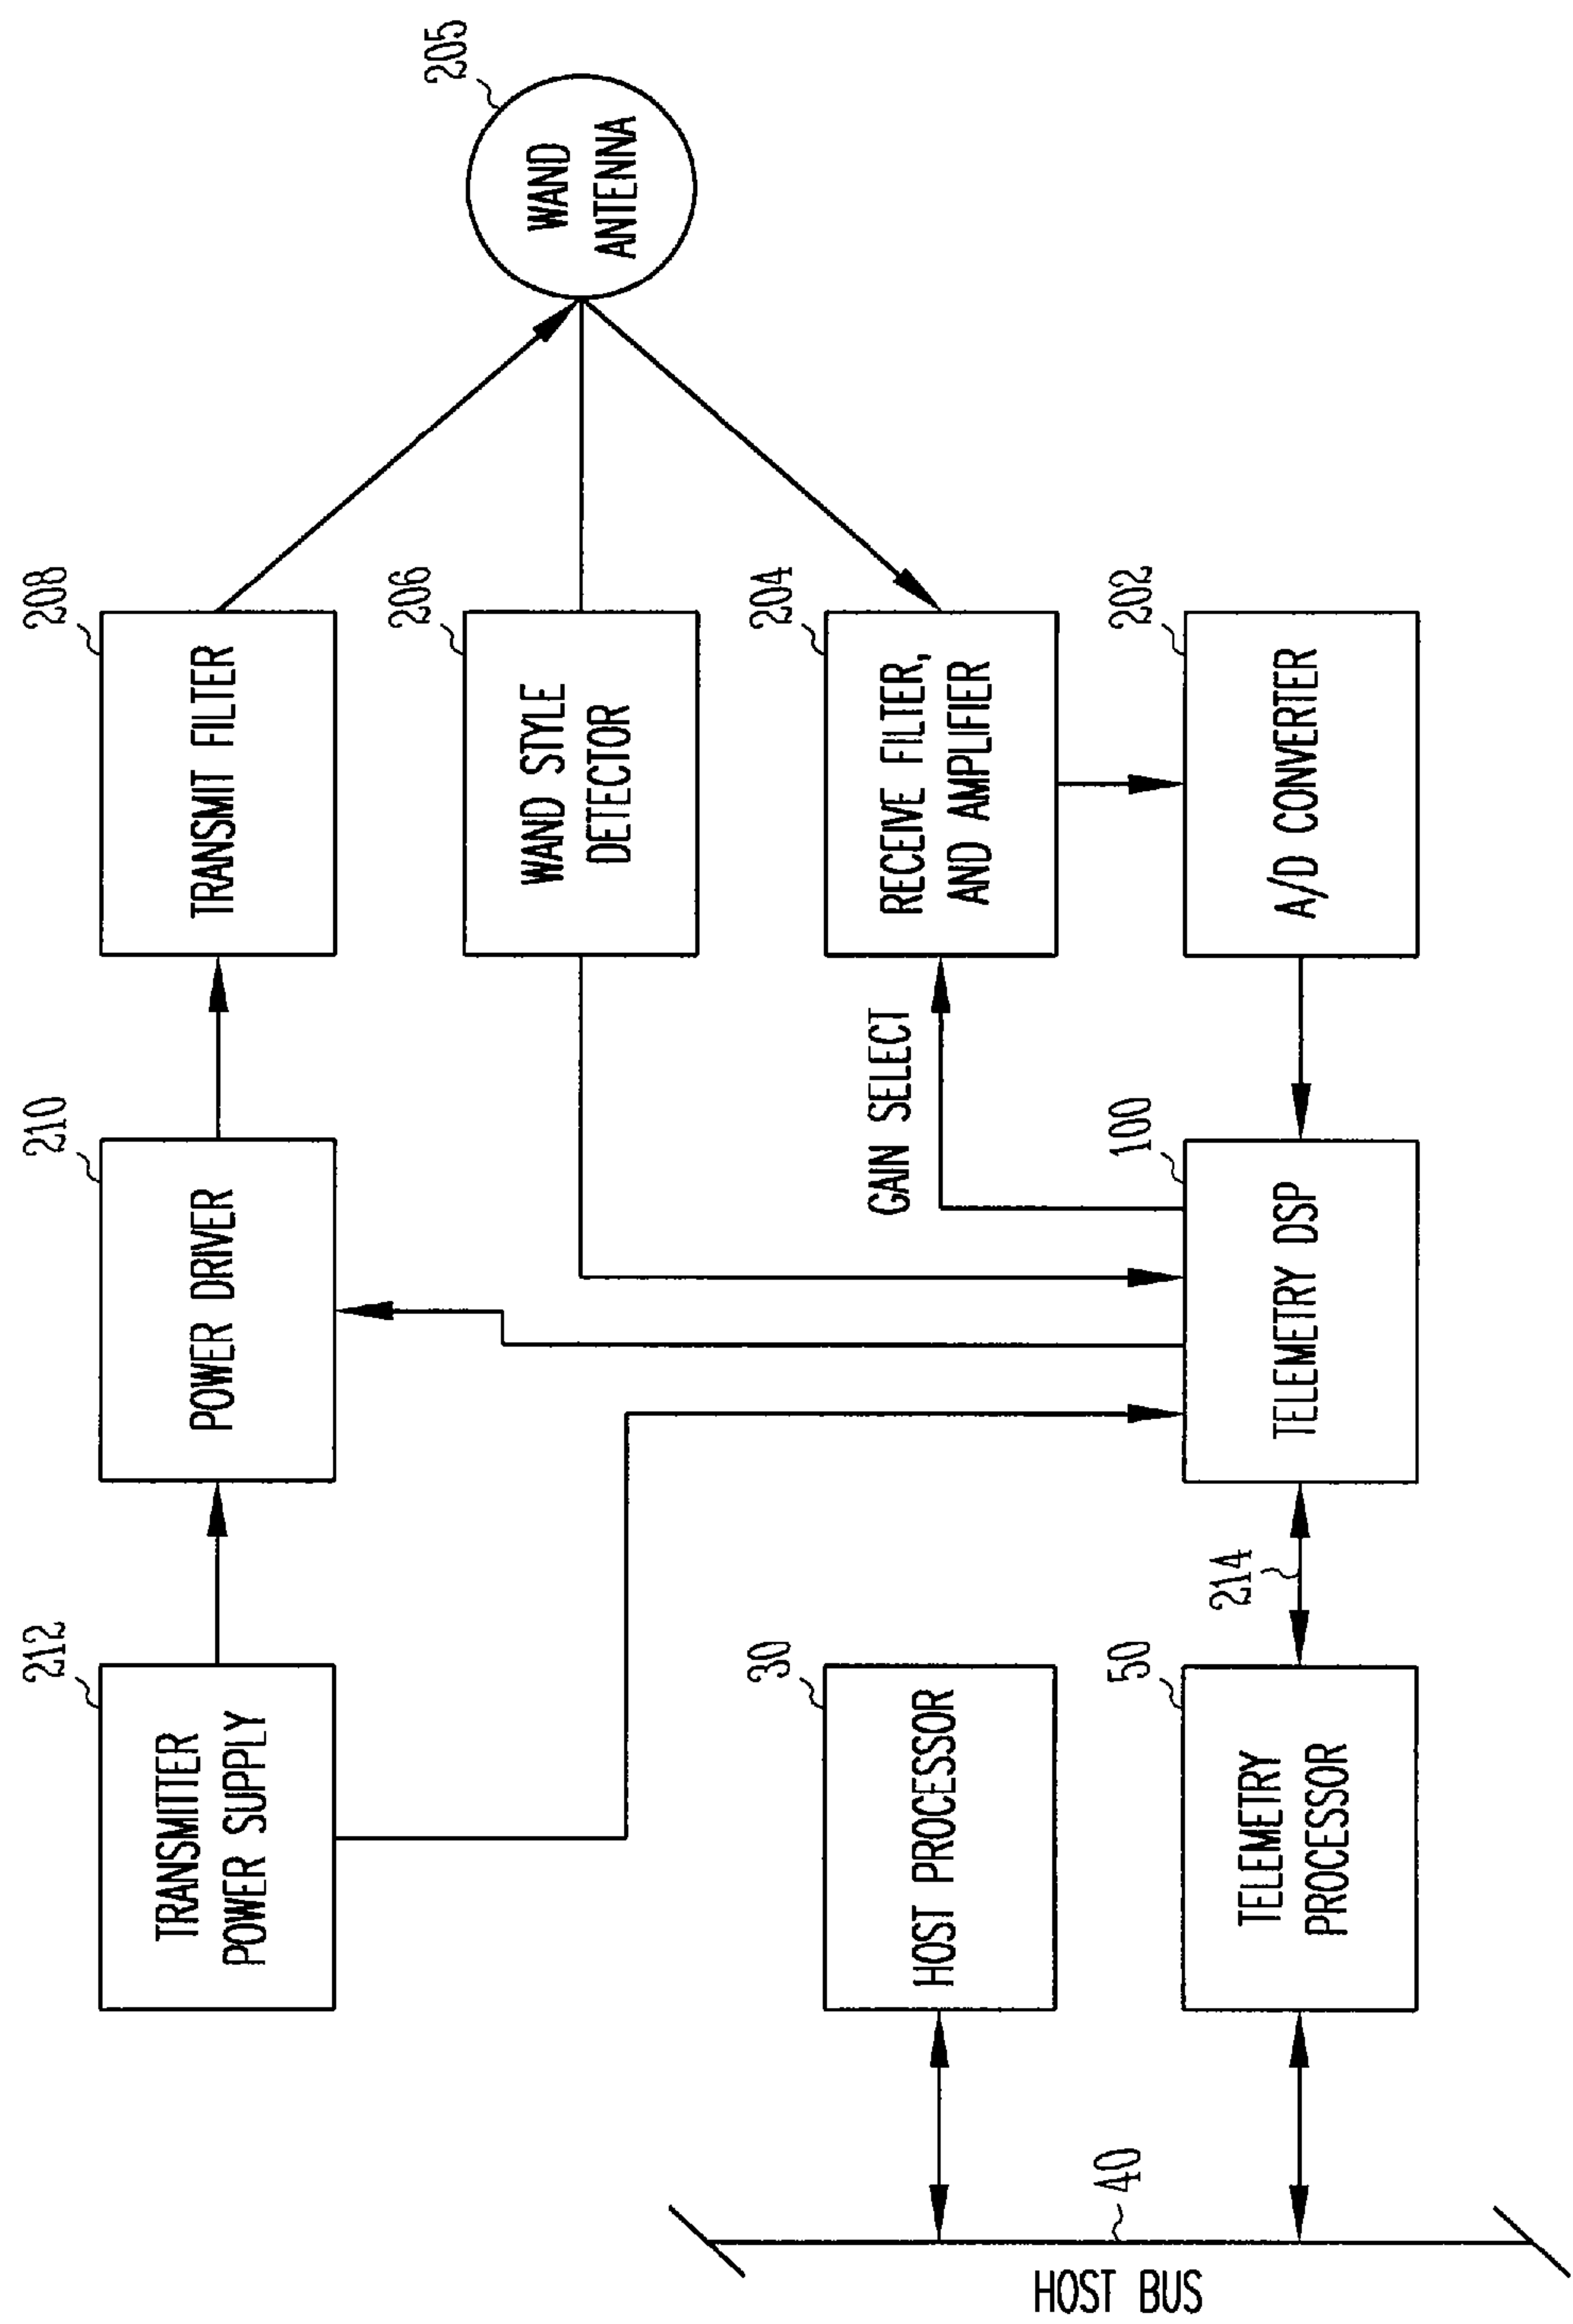 212
TRANSMITTER
POWER SUPPLY
210
POWER DRIVER
208
TRANSMIT FILTER
206
WAND STYLE
DETECTOR
205
WAND
ANTENNA
30
HOST PROCESSOR
GAIN SELECT
204
RECEIVE FILTER,
AND AMPLIFIER
40
HOST BUS
50
TELEMETRY
PROCESSOR
214
100
TELEMETRY DSP
202
A/D CONVERTER